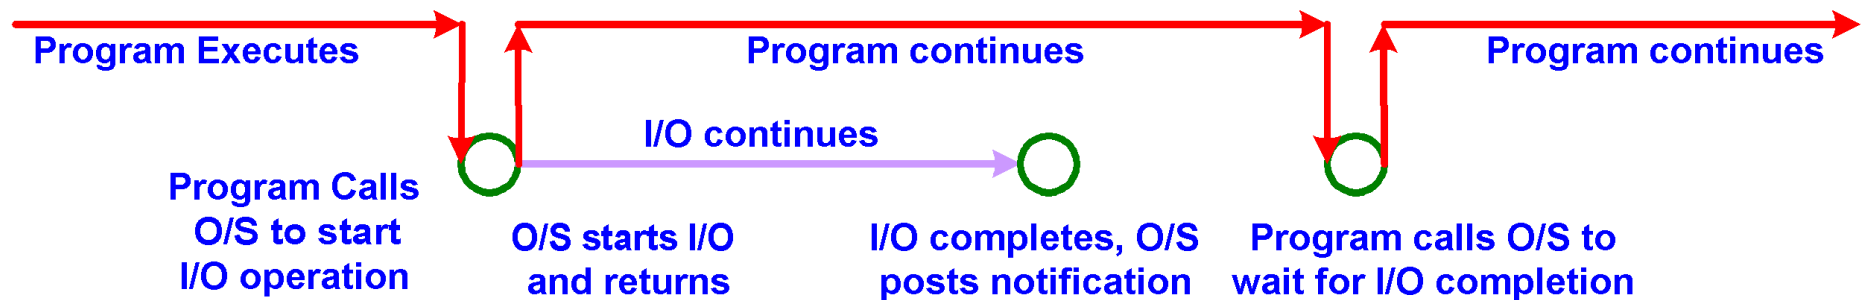 Program Executes
Program continues
Program continues
I/O continues
Program Calls
O/S to start
I/O operation
O/S starts I/O
and returns
I/O completes, O/S
posts notification
Program calls O/S to
wait for I/O completion